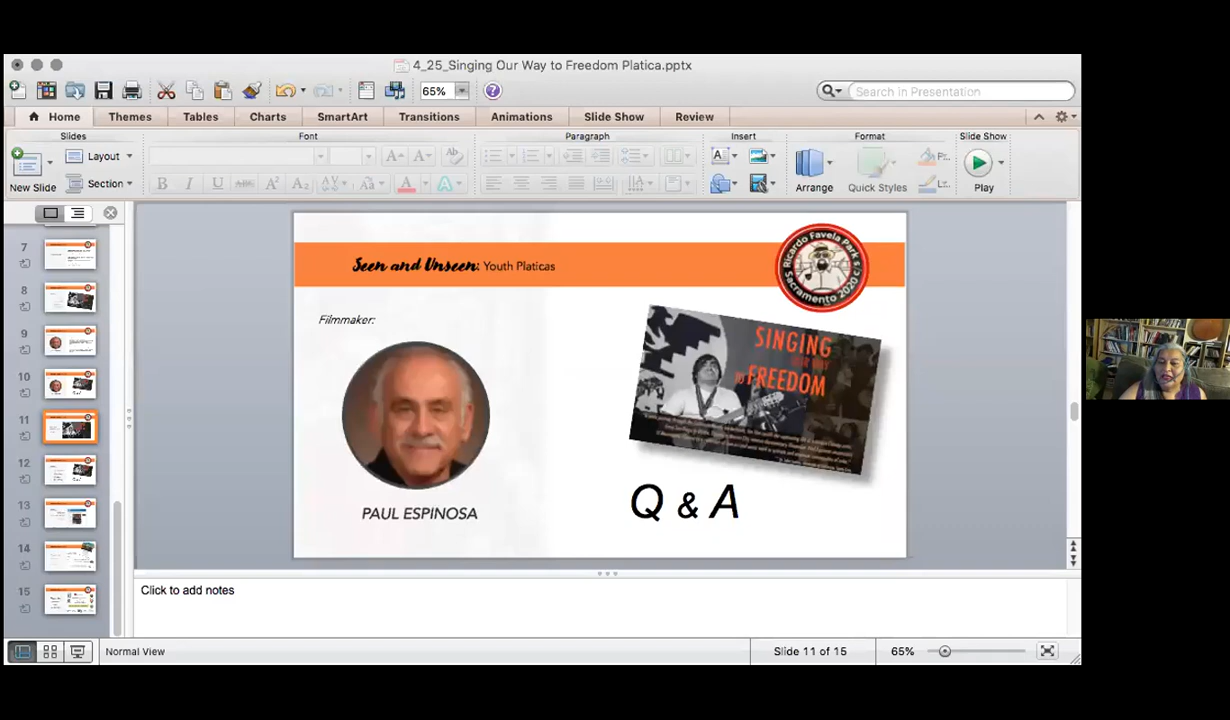 4_25_Singing Our Way to Freedom Platica.pptx
65%
Search in Presentation
Home
Themes
Tables
Charts
SmartArt
Transitions
Animations
Slide Show
Review
Slides
Font
Paragraph
Insert
Format
Slide Show
New Slide
Layout
Section
Arrange
Quick Styles
Play
7
8
9
10
11
12
13
14
15
Seen and Unseen: Youth Platicas
Ricardo Favela Park's
Sacramento 2020 c/s
Filmmaker:
PAUL ESPINOSA
SINGING
OUR WAY
TO FREEDOM
Q & A
Click to add notes
Normal View
Slide 11 of 15
65%